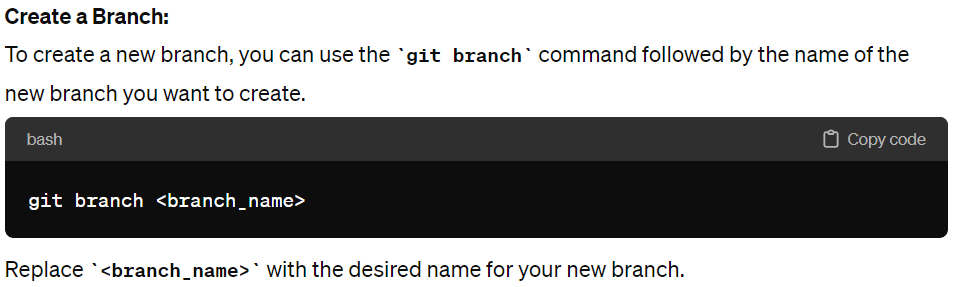 Create a Branch:
To create a new branch, you can use the `git branch` command followed by the name of the
new branch you want to create.
bash
Copy code
git branch <branch_name>
Replace `<branch_name>` with the desired name for your new branch.